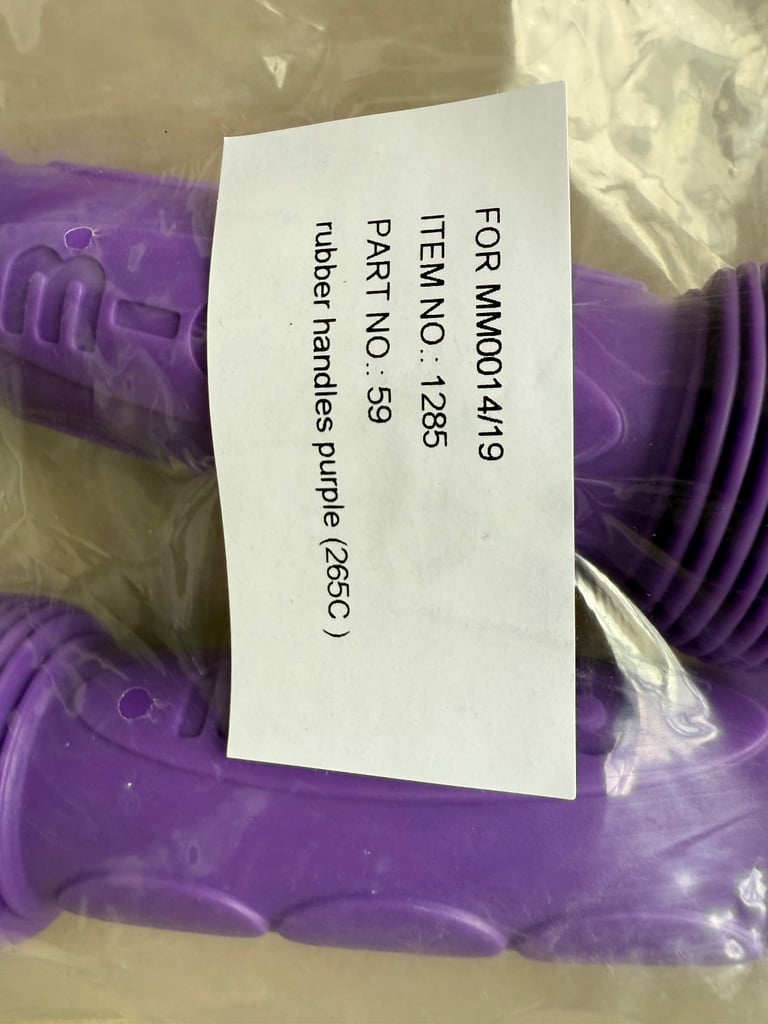 FOR MM0014/19
ITEM NO.: 1285
PART NO.: 59
rubber handles purple (265C )